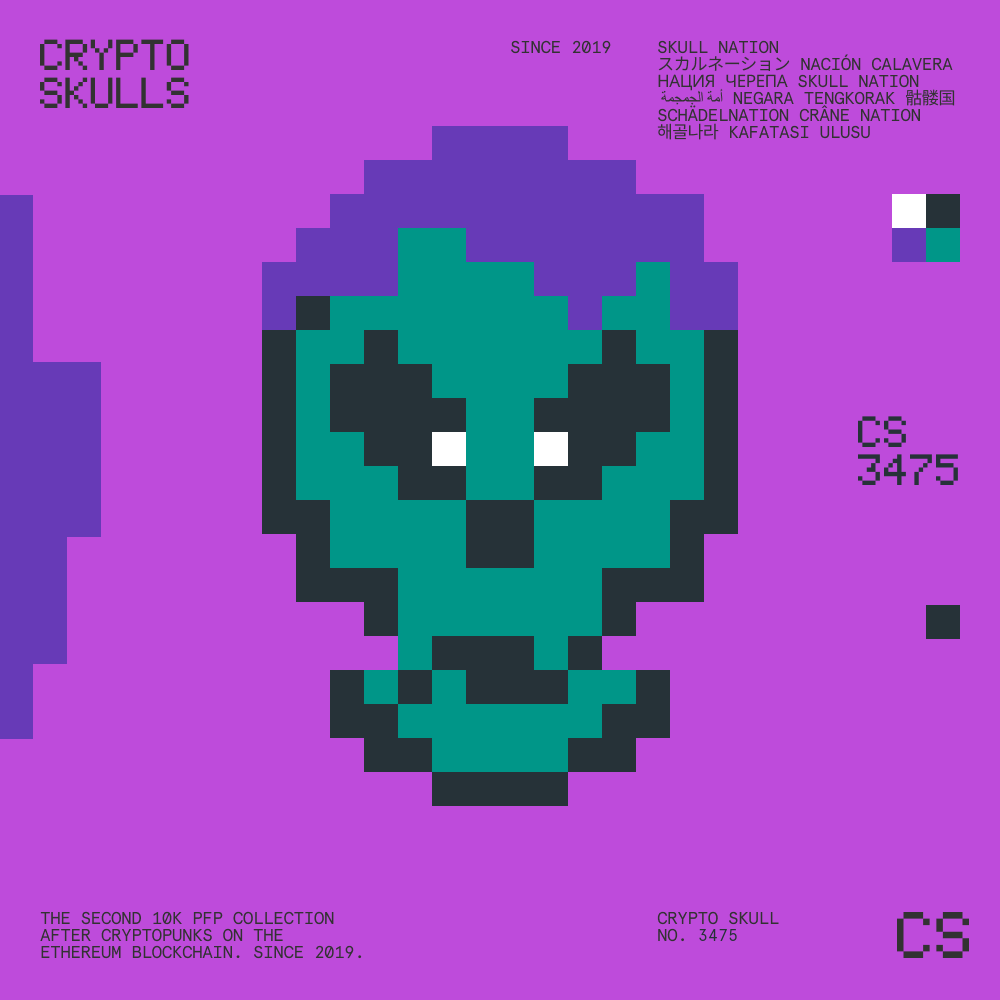 CRYPTO
SKULLS
SINCE 2019
SKULL NATION
スカルネーション NACIÓN CALAVERA
НАЦИЯ ЧЕРЕПА SKULL NATION
أمة الجمجمة NEGARA TENGKORAK 骷髅国
SCHÄDELNATION CRÂNE NATION
해골나라 KAFATASI ULUSU
CS
3475
THE SECOND 10K PFP COLLECTION
AFTER CRYPTOPUNKS ON THE
ETHEREUM BLOCKCHAIN. SINCE 2019.
CRYPTO SKULL
NO. 3475
CS